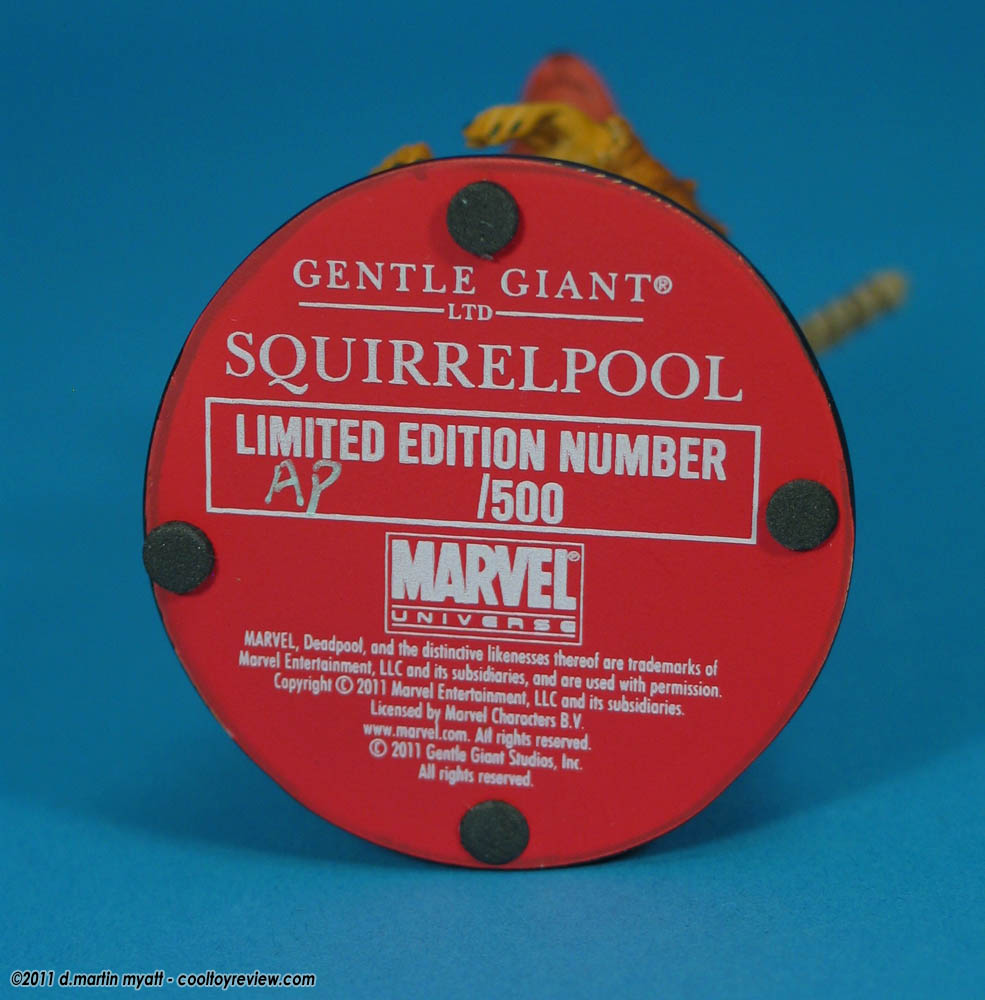 GENTLE GIANT®
LTD
SQUIRRELPOOL
LIMITED EDITION NUMBER
AP /500
MARVEL®
UNIVERSE
MARVEL, Deadpool, and the distinctive likenesses thereof are trademarks of
Marvel Entertainment, LLC and its subsidiaries, and are used with permission.
Copyright © 2011 Marvel Entertainment, LLC and its subsidiaries.
Licensed by Marvel Characters B.V.
www.marvel.com. All rights reserved.
© 2011 Gentle Giant Studios, Inc.
All rights reserved.
©2011 d.martin myatt - cooltoyreview.com